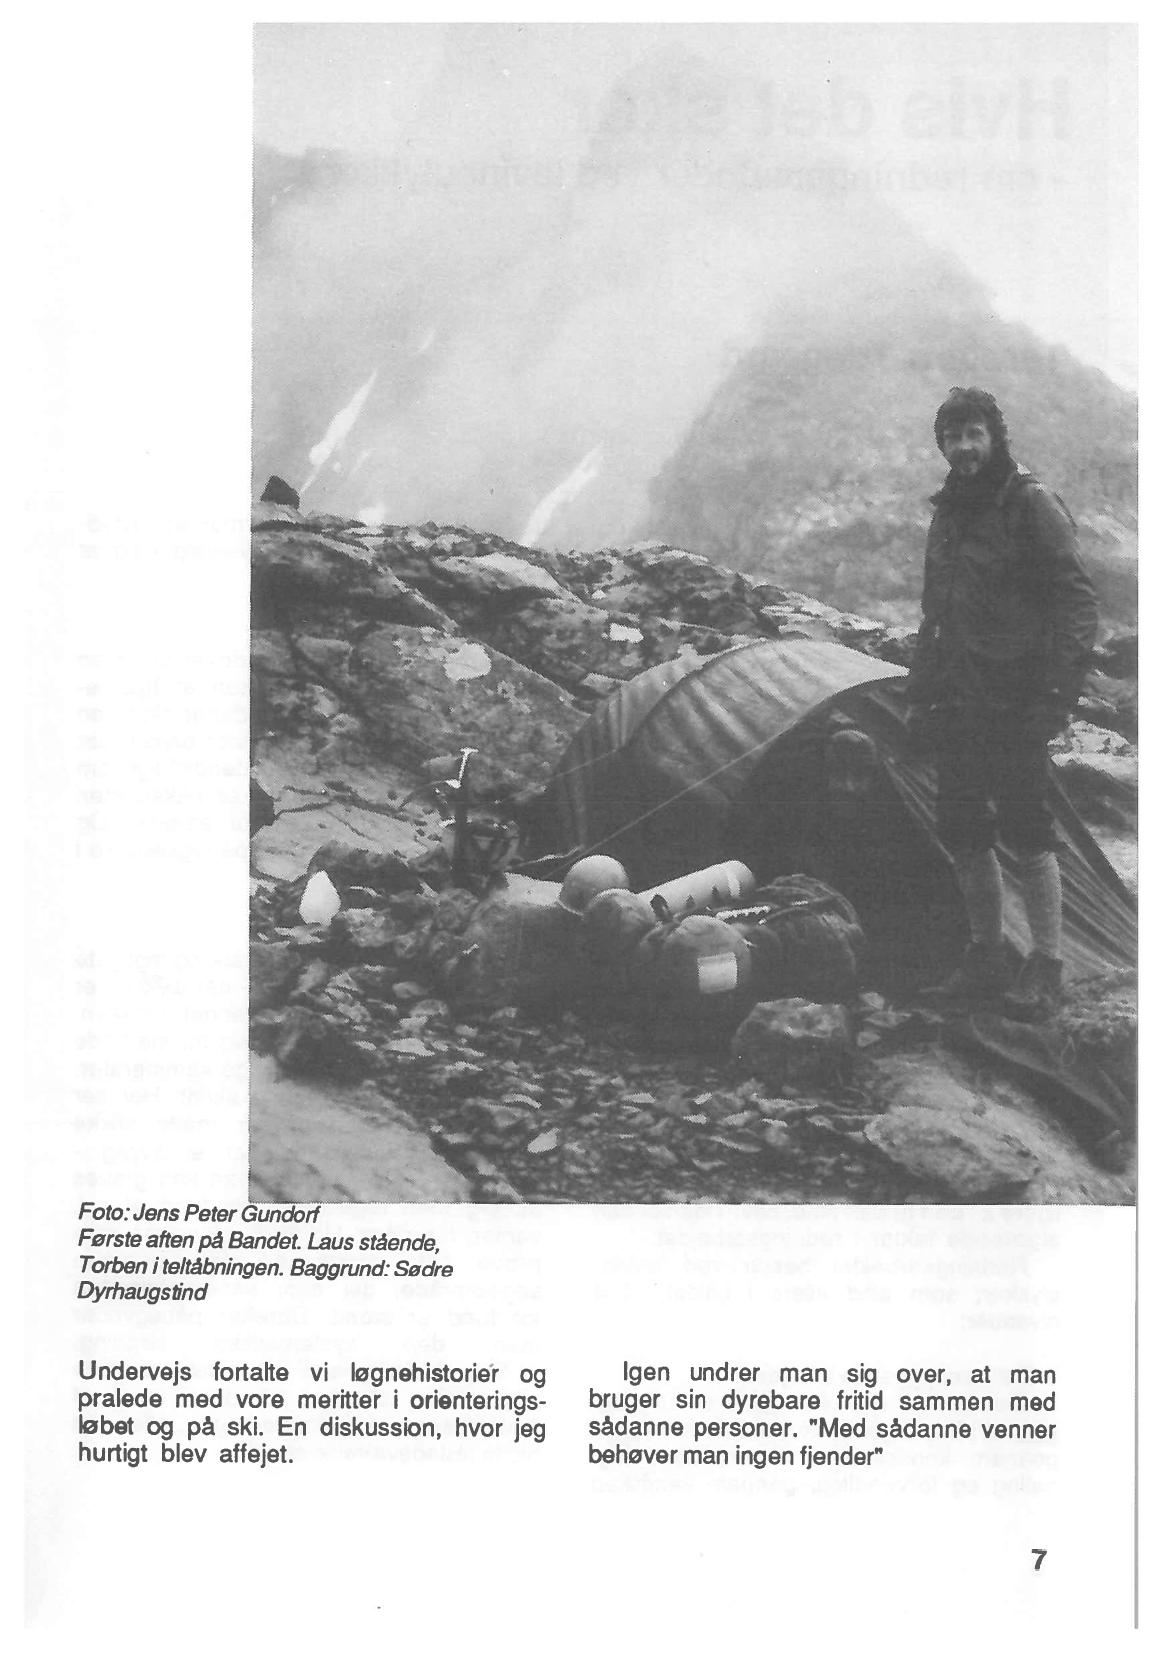 Foto: Jens Peter Gundorf
Første aften på Bandet. Laus stående,
Torben i teltåbningen. Baggrund: Sødre
Dyrhaugstind
Undervejs fortalte vi løgnehistorier og
pralede med vore meritter i orienterings-
løbet og på ski. En diskussion, hvor jeg
hurtigt blev affejet.
Igen undrer man sig over, at man
bruger sin dyrebare fritid sammen med
sådanne personer. "Med sådanne venner
behøver man ingen fjender"
7